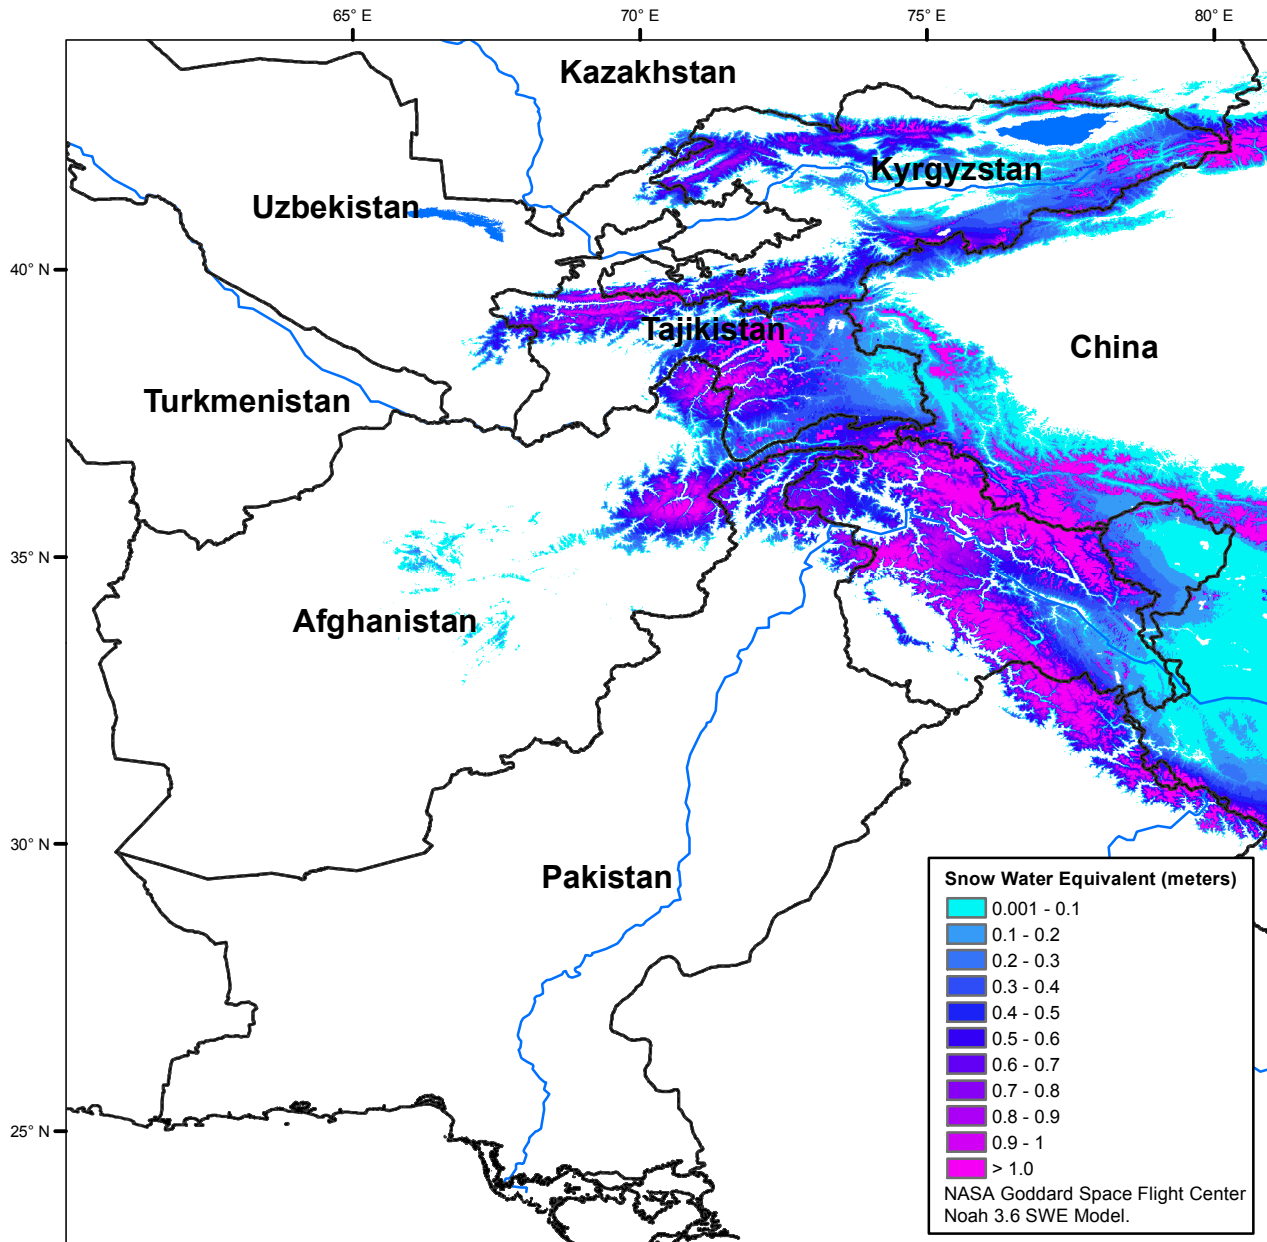 65° E
70° E
75° E
80° E
Kazakhstan
Kyrgyzstan
Uzbekistan
40° N
Tajikistan
China
Turkmenistan
35° N
Afghanistan
30° N
Pakistan
25° N
Snow Water Equivalent (meters)
0.001 - 0.1
0.1 - 0.2
0.2 - 0.3
0.3 - 0.4
0.4 - 0.5
0.5 - 0.6
0.6 - 0.7
0.7 - 0.8
0.8 - 0.9
0.9 - 1
> 1.0
NASA Goddard Space Flight Center
Noah 3.6 SWE Model.